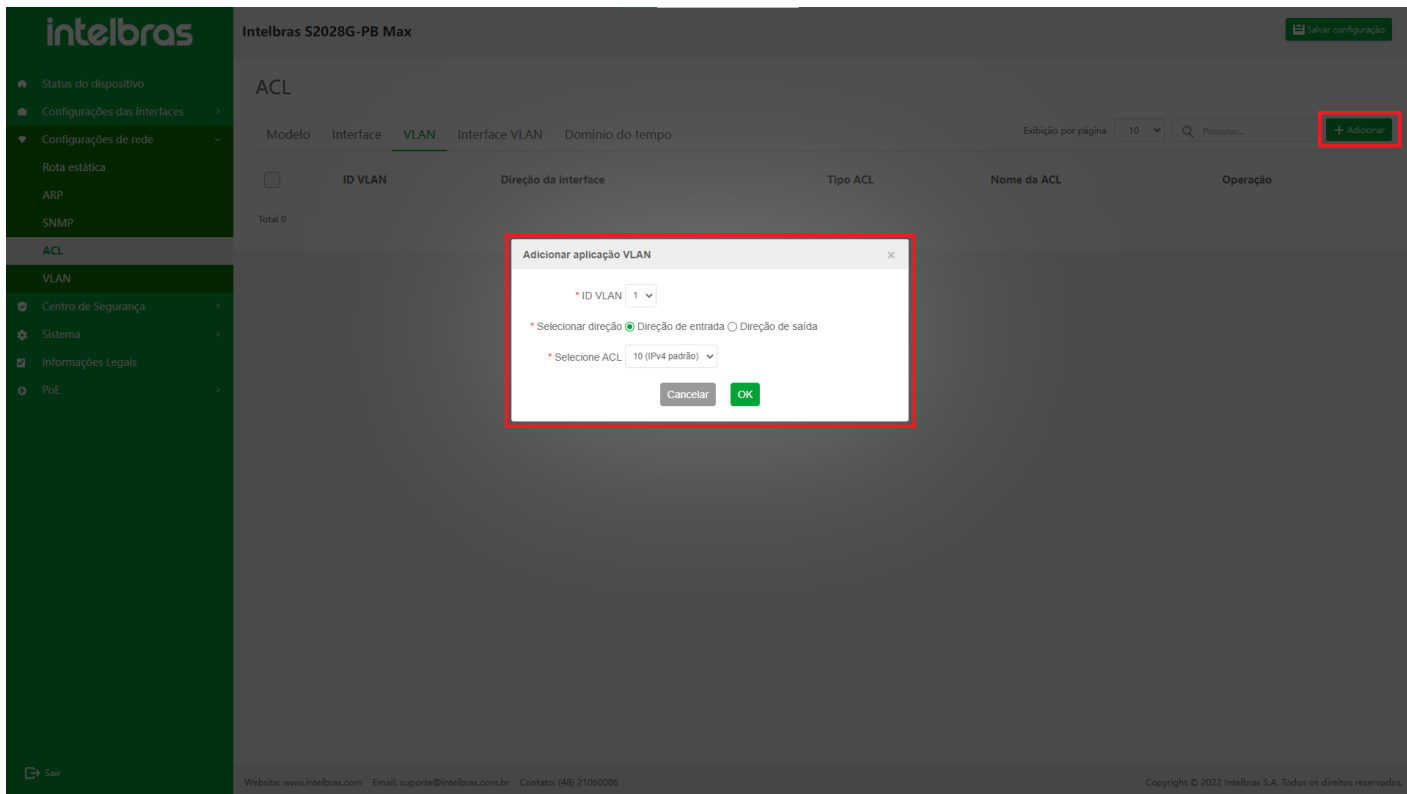 intelbras
Intelbras S2028G-PB Max
Salvar configuração
Status do dispositivo
Configurações das interfaces
Configurações de rede
Rota estática
ARP
SNMP
ACL
VLAN
Centro de Segurança
Sistema
Informações Legais
PoE
Sair
ACL
Modelo Interface VLAN Interface VLAN Domínio do tempo
Exibição por página 10 Procurar... + Adicionar
ID VLAN Direção da interface Tipo ACL Nome da ACL Operação
Total 0
Adicionar aplicação VLAN ×
* ID VLAN 1
* Selecionar direção Direção de entrada Direção de saída
* Selecione ACL 10 (IPv4 padrão)
Cancelar OK
Website: www.intelbras.com Email: suporte@intelbras.com.br Contato: (48) 21060006
Copyright © 2022 Intelbras S.A. Todos os direitos reservados.